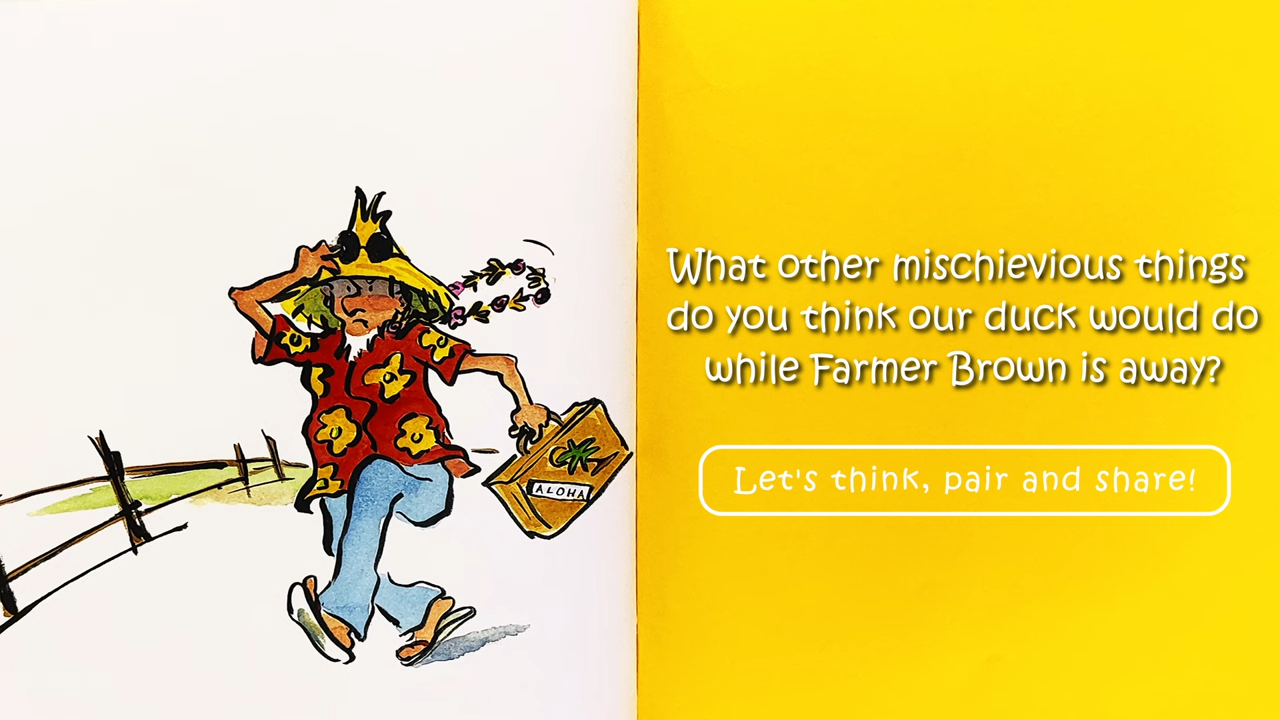 ALOHA
What other mischievious things
do you think our duck would do
while Farmer Brown is away?
Let's think, pair and share!